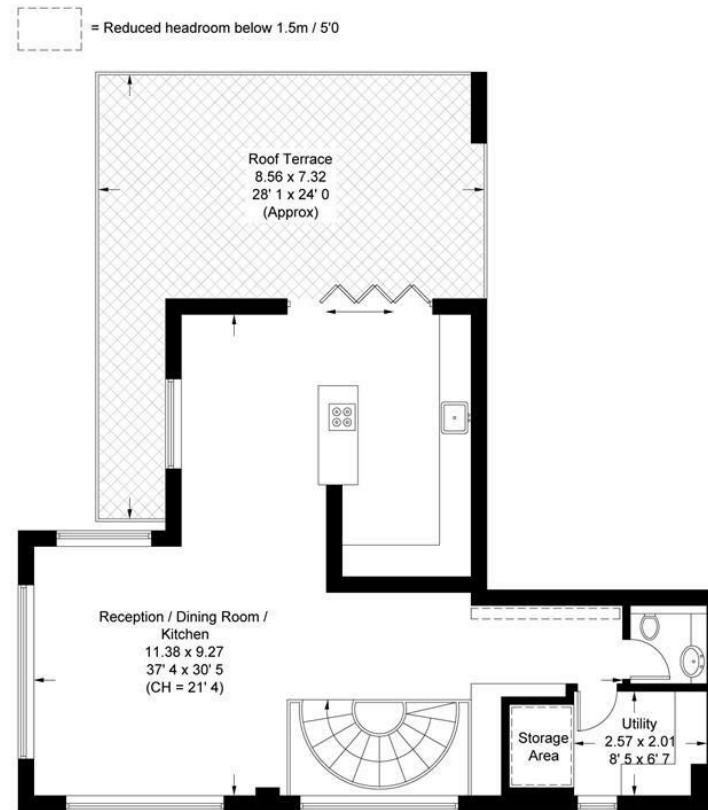 = Reduced headroom below 1.5m / 5'0
Roof Terrace
8.56 x 7.32
28' 1 x 24' 0
(Approx)
Reception / Dining Room /
Kitchen
11.38 x 9.27
37' 4 x 30' 5
(CH = 21' 4)
Storage
Area
Utility
2.57 x 2.01
8' 5 x 6' 7